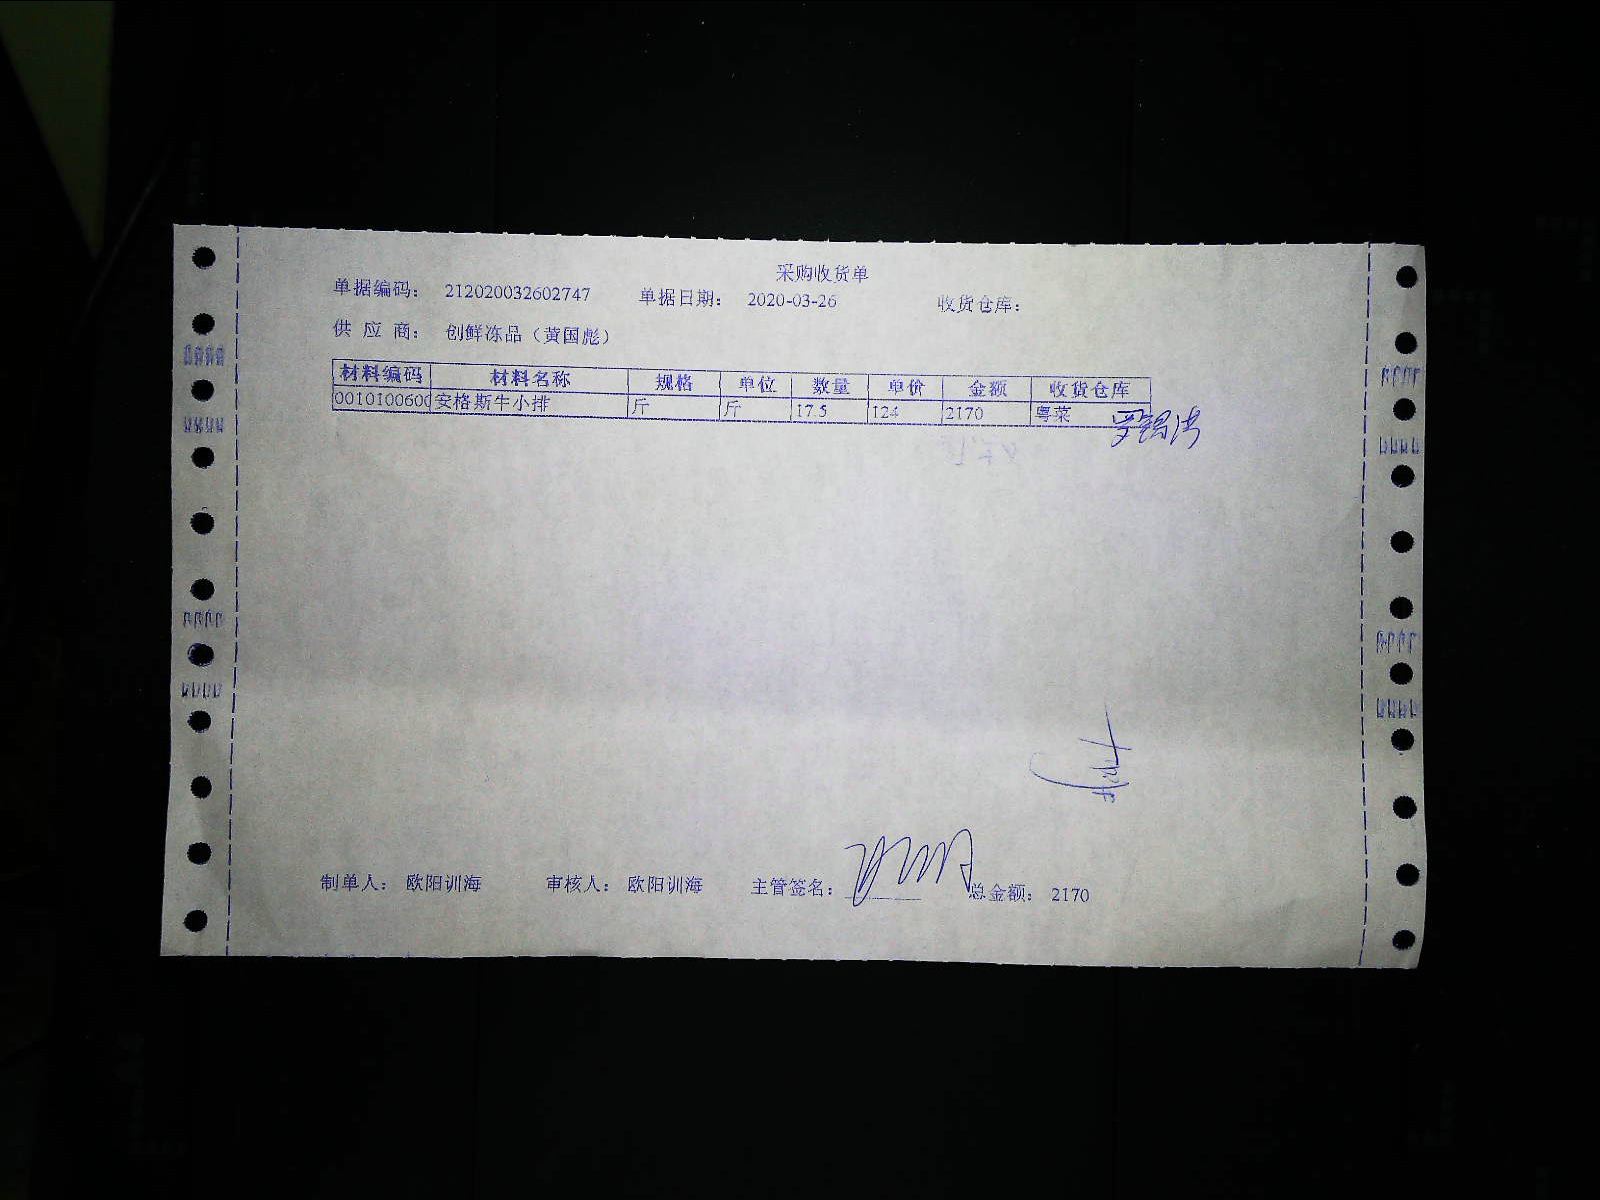 采购收货单
单据编码: 212020032602747 单据日期: 2020-03-26 收货仓库:
供应商: 创鲜冻品（黄国彪）
材料编码 材料名称 规格 单位 数量 单价 金额 收货仓库
0010100600 安格斯牛小排 斤 斤 17.5 124 2170 粤菜
制单人: 欧阳训海 审核人: 欧阳训海 主管签名: 总金额: 2170